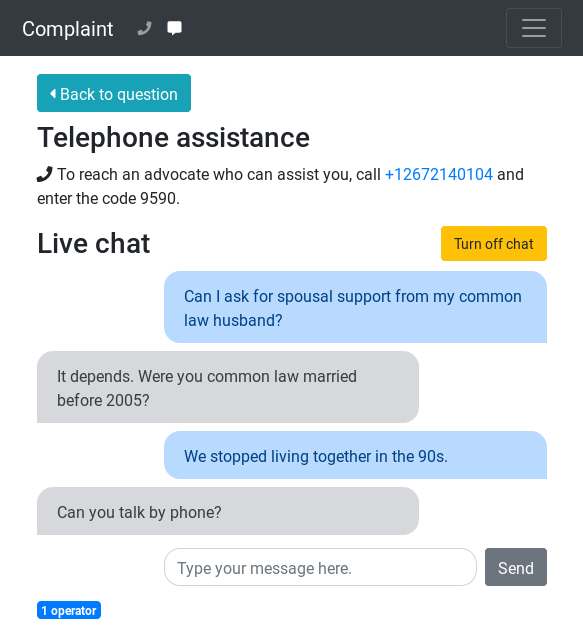 Complaint
Back to question
Telephone assistance
To reach an advocate who can assist you, call +12672140104 and
enter the code 9590.
Live chat
Turn off chat
Can I ask for spousal support from my common
law husband?
It depends. Were you common law married
before 2005?
We stopped living together in the 90s.
Can you talk by phone?
Type your message here.
Send
1 operator